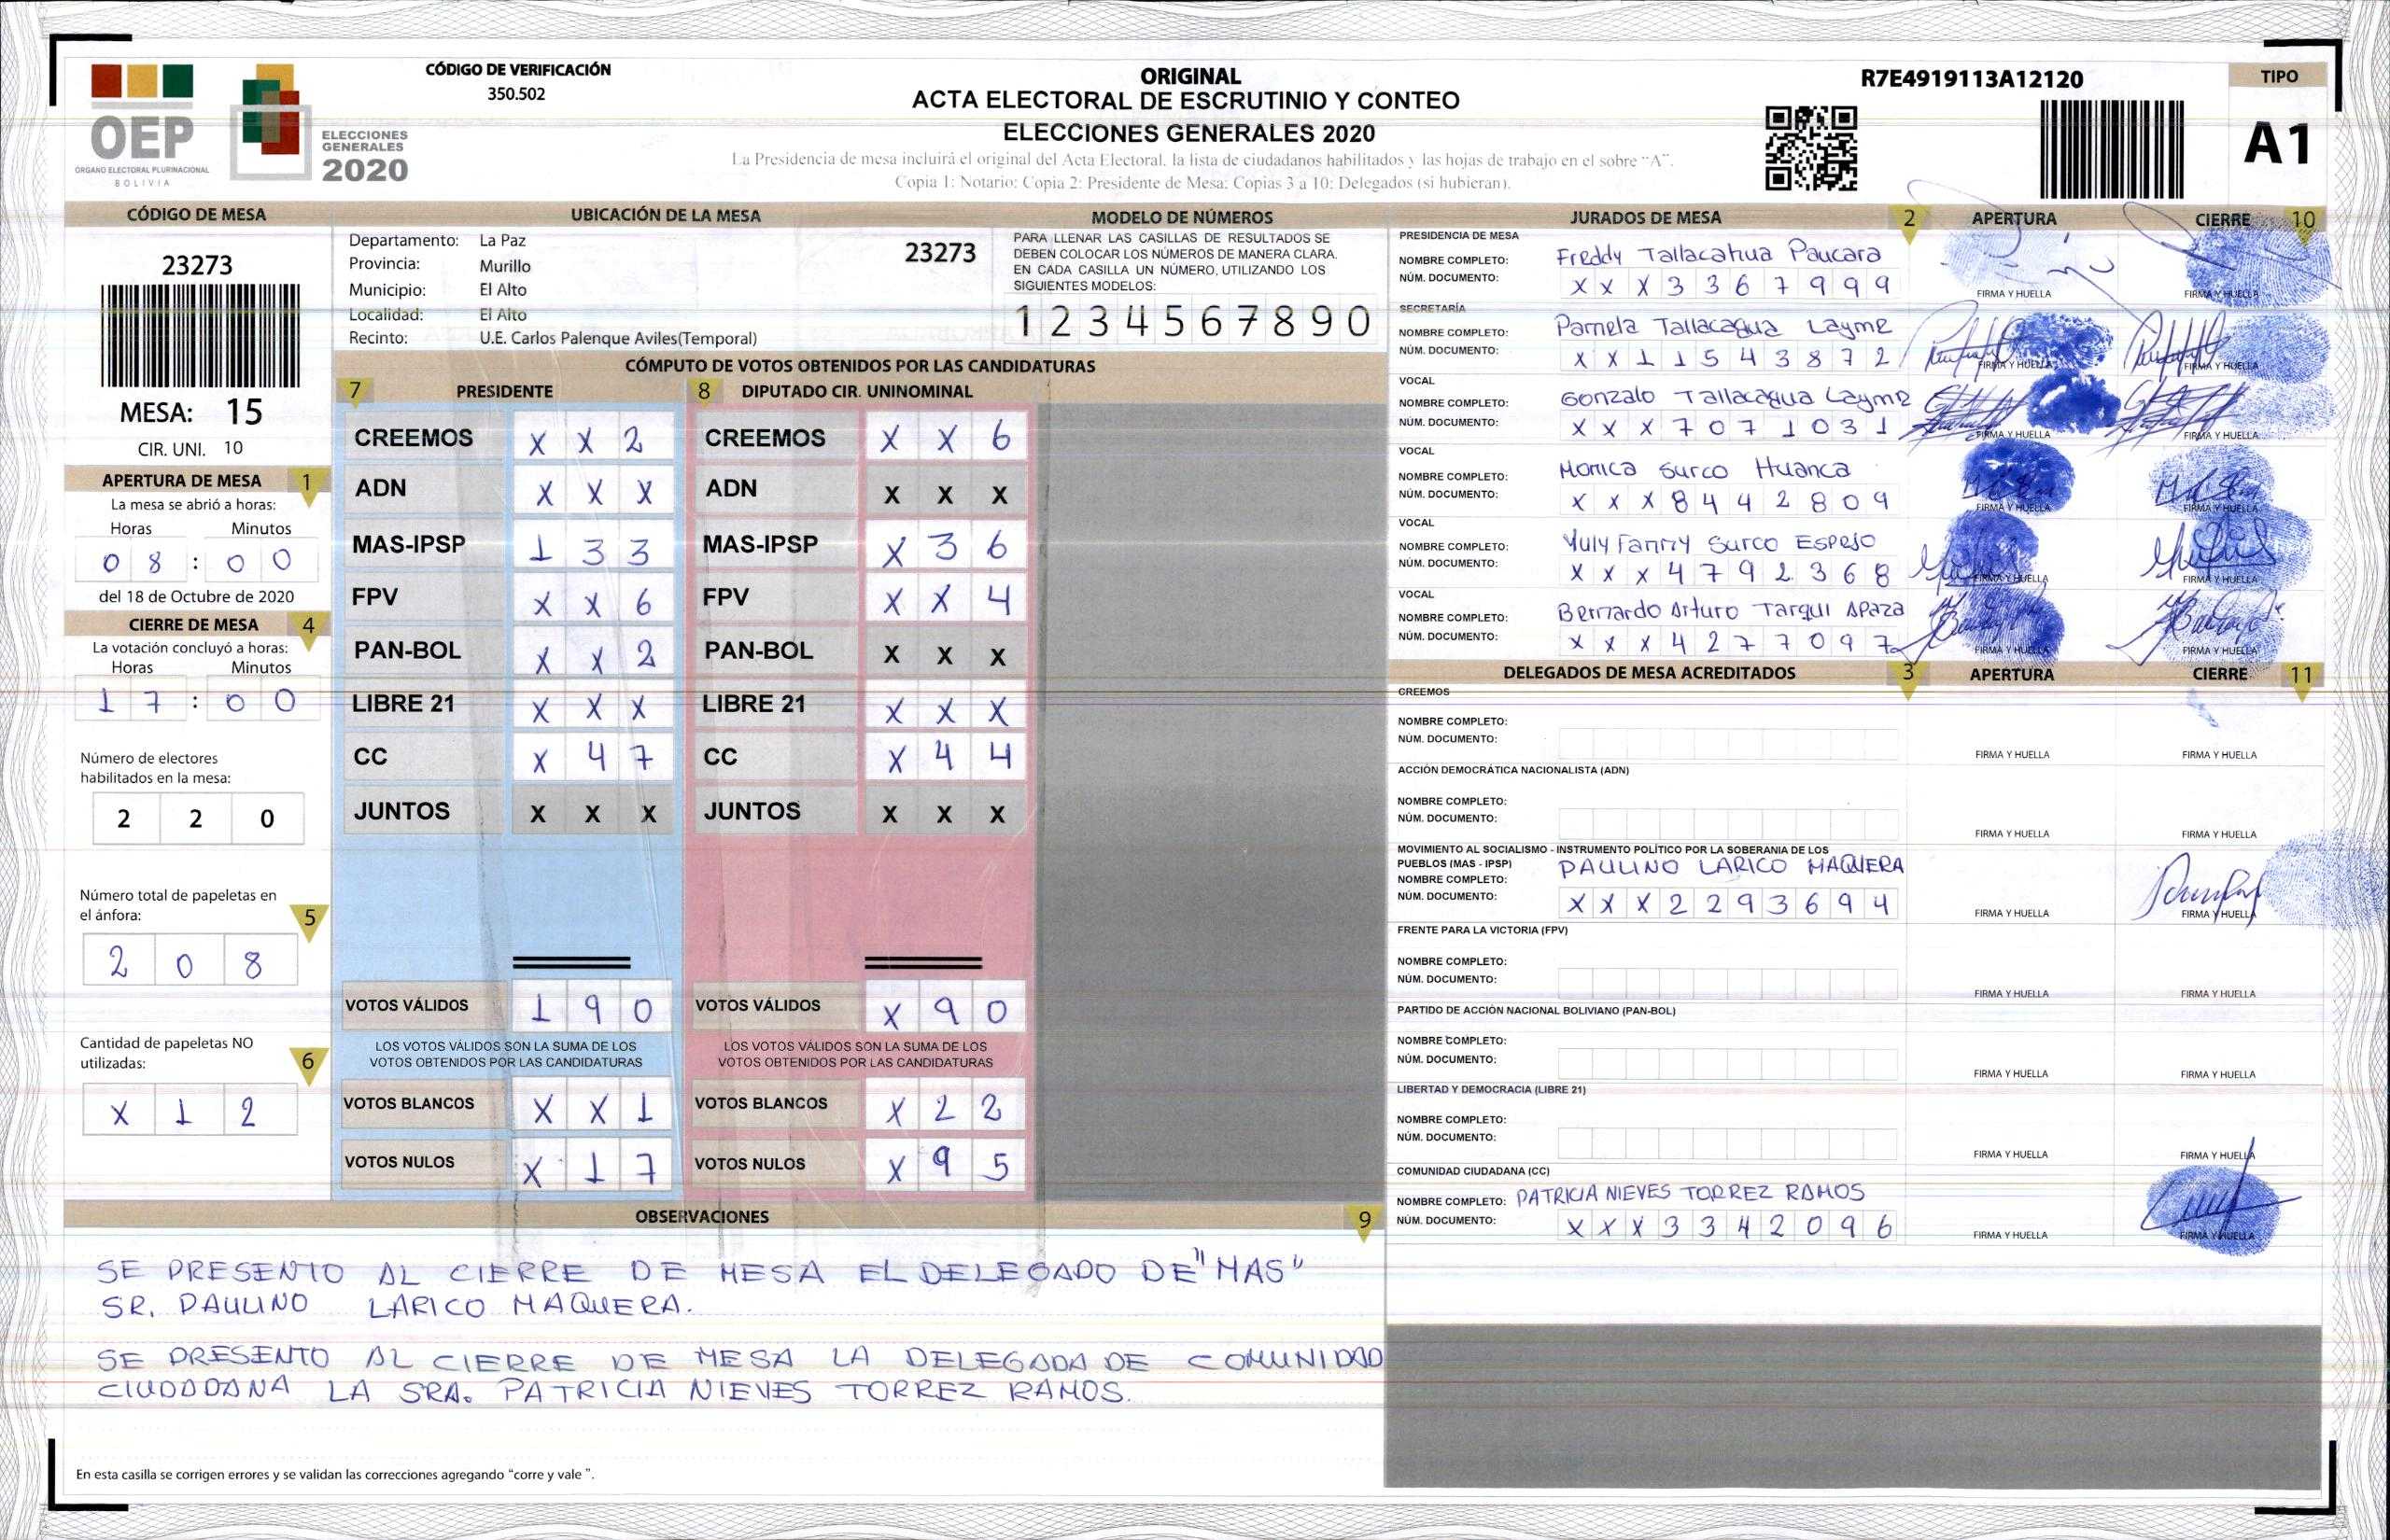 CÓDIGO DE VERIFICACIÓN
350.502
OEP
ORGANO ELECTORAL PLURINACIONAL
BOLIVIA
ELECCIONES
GENERALES
2020
ORIGINAL
ACTA ELECTORAL DE ESCRUTINIO Y CONTEO
ELECCIONES GENERALES 2020
La Presidencia de mesa incluirá el original del Acta Electoral, la lista de ciudadanos habilitados y las hojas de trabajo en el sobre "A".
Copia 1: Notario; Copia 2: Presidente de Mesa; Copias 3 a 10: Delegados (si hubieran).
R7E4919113A12120
TIPO
A1
CÓDIGO DE MESA
23273
MESA: 15
CIR. UNI. 10
APERTURA DE MESA 1
La mesa se abrió a horas:
Horas Minutos
0 8 : 0 0
del 18 de Octubre de 2020
CIERRE DE MESA 4
La votación concluyó a horas:
Horas Minutos
1 7 : 0 0
Número de electores
habilitados en la mesa:
2 2 0
Número total de papeletas en
el ánfora: 5
2 0 8
Cantidad de papeletas NO
utilizadas: 6
X 1 2
UBICACIÓN DE LA MESA
Departamento: La Paz
Provincia: Murillo
Municipio: El Alto
Localidad: El Alto
Recinto: U.E. Carlos Palenque Aviles(Temporal)
23273
MODELO DE NÚMEROS
PARA LLENAR LAS CASILLAS DE RESULTADOS SE
DEBEN COLOCAR LOS NÚMEROS DE MANERA CLARA.
EN CADA CASILLA UN NÚMERO, UTILIZANDO LOS
SIGUIENTES MODELOS:
1 2 3 4 5 6 7 8 9 0
CÓMPUTO DE VOTOS OBTENIDOS POR LAS CANDIDATURAS
7 PRESIDENTE
CREEMOS X X 2
ADN X X X
MAS-IPSP 1 3 3
FPV X X 6
PAN-BOL X X 2
LIBRE 21 X X X
CC X 4 7
JUNTOS X X X
VOTOS VÁLIDOS 1 9 0
LOS VOTOS VÁLIDOS SON LA SUMA DE LOS
VOTOS OBTENIDOS POR LAS CANDIDATURAS
VOTOS BLANCOS X X 1
VOTOS NULOS X 1 7
8 DIPUTADO CIR. UNINOMINAL
CREEMOS X X 6
ADN X X X
MAS-IPSP X 3 6
FPV X X 4
PAN-BOL X X X
LIBRE 21 X X X
CC X 4 4
JUNTOS X X X
VOTOS VÁLIDOS X 9 0
LOS VOTOS VÁLIDOS SON LA SUMA DE LOS
VOTOS OBTENIDOS POR LAS CANDIDATURAS
VOTOS BLANCOS X 2 2
VOTOS NULOS X 9 5
OBSERVACIONES 9
SE PRESENTO AL CIERRE DE MESA EL DELEGADO DE "MAS"
SR. PAULINO LARICO MAQUERA.
SE PRESENTO AL CIERRE DE MESA LA DELEGADA DE COMUNIDAD
CIUDADANA LA SRA. PATRICIA NIEVES TORREZ RAMOS.
En esta casilla se corrigen errores y se validan las correcciones agregando "corre y vale ".
JURADOS DE MESA 2 APERTURA CIERRE 10
PRESIDENCIA DE MESA
NOMBRE COMPLETO: Freddy Tallacahua Paucara
NÚM. DOCUMENTO: X X X 3 3 6 7 9 9 9
FIRMA Y HUELLA FIRMA Y HUELLA
SECRETARÍA
NOMBRE COMPLETO: Pamela Tallacagua Layme
NÚM. DOCUMENTO: X X 1 1 5 4 3 8 7 2
FIRMA Y HUELLA FIRMA Y HUELLA
VOCAL
NOMBRE COMPLETO: Gonzalo Tallacagua Layme
NÚM. DOCUMENTO: X X X 7 0 7 1 0 3 1
FIRMA Y HUELLA FIRMA Y HUELLA
VOCAL
NOMBRE COMPLETO: Monica Surco Huanca
NÚM. DOCUMENTO: X X X 8 4 4 2 8 0 9
FIRMA Y HUELLA FIRMA Y HUELLA
VOCAL
NOMBRE COMPLETO: Yuly Fanny Surco Espejo
NÚM. DOCUMENTO: X X X 4 7 9 2 3 6 8
FIRMA Y HUELLA FIRMA Y HUELLA
VOCAL
NOMBRE COMPLETO: Bernardo Arturo Tarqui Apaza
NÚM. DOCUMENTO: X X X 4 2 7 7 0 9 7
FIRMA Y HUELLA FIRMA Y HUELLA
DELEGADOS DE MESA ACREDITADOS 3 APERTURA CIERRE 11
CREEMOS
NOMBRE COMPLETO:
NÚM. DOCUMENTO:
FIRMA Y HUELLA FIRMA Y HUELLA
ACCIÓN DEMOCRÁTICA NACIONALISTA (ADN)
NOMBRE COMPLETO:
NÚM. DOCUMENTO:
FIRMA Y HUELLA FIRMA Y HUELLA
MOVIMIENTO AL SOCIALISMO - INSTRUMENTO POLÍTICO POR LA SOBERANIA DE LOS
PUEBLOS (MAS - IPSP)
NOMBRE COMPLETO: PAULINO LARICO MAQUERA
NÚM. DOCUMENTO: X X X 2 2 9 3 6 9 4
FIRMA Y HUELLA FIRMA Y HUELLA
FRENTE PARA LA VICTORIA (FPV)
NOMBRE COMPLETO:
NÚM. DOCUMENTO:
FIRMA Y HUELLA FIRMA Y HUELLA
PARTIDO DE ACCIÓN NACIONAL BOLIVIANO (PAN-BOL)
NOMBRE COMPLETO:
NÚM. DOCUMENTO:
FIRMA Y HUELLA FIRMA Y HUELLA
LIBERTAD Y DEMOCRACIA (LIBRE 21)
NOMBRE COMPLETO:
NÚM. DOCUMENTO:
FIRMA Y HUELLA FIRMA Y HUELLA
COMUNIDAD CIUDADANA (CC)
NOMBRE COMPLETO: PATRICIA NIEVES TORREZ RAMOS
NÚM. DOCUMENTO: X X X 3 3 4 2 0 9 6
FIRMA Y HUELLA FIRMA Y HUELLA